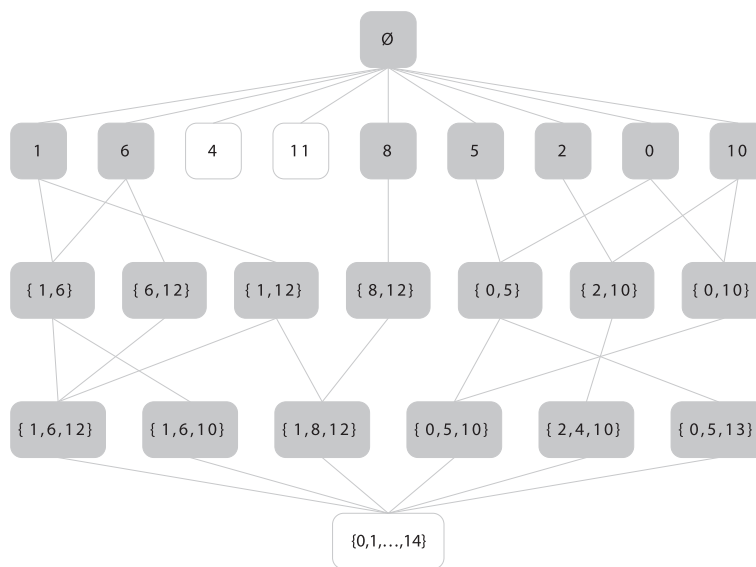 Ø
1 6 4 11 8 5 2 0 10
{ 1,6} { 6,12} { 1,12} { 8,12} { 0,5} { 2,10} { 0,10}
{ 1,6,12} { 1,6,10} { 1,8,12} { 0,5,10} { 2,4,10} { 0,5,13}
{0,1,…,14}